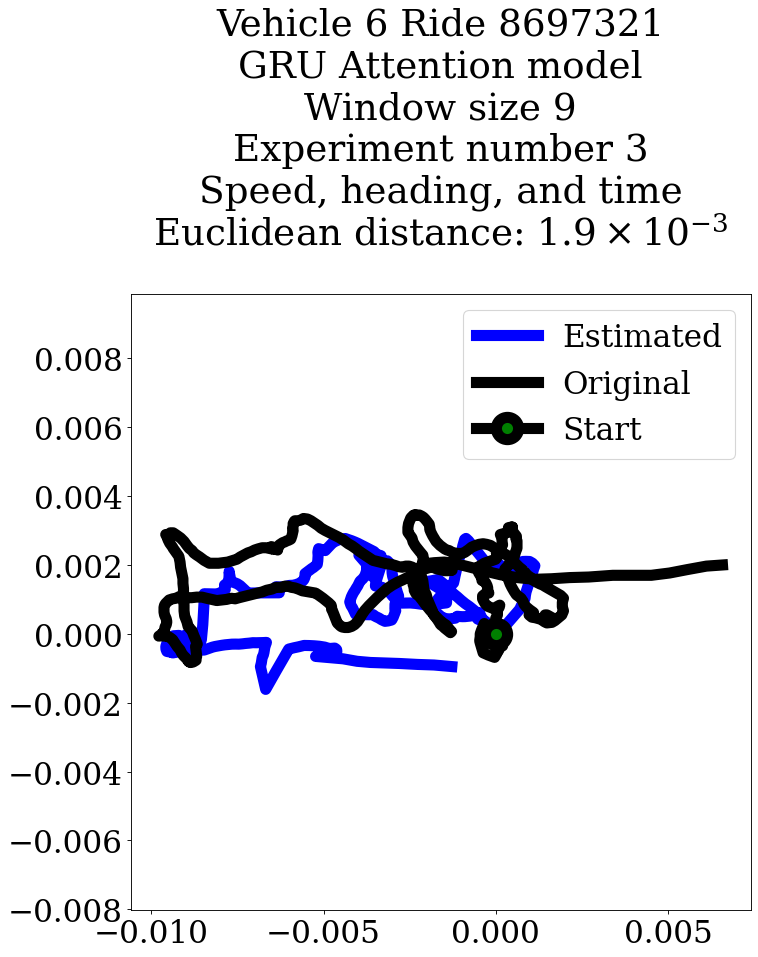 Vehicle 6 Ride 8697321
GRU Attention model
Window size 9
Experiment number 3
Speed, heading, and time
Euclidean distance: 1.9 × 10⁻³
Estimated
Original
Start
0.008
0.006
0.004
0.002
0.000
−0.002
−0.004
−0.006
−0.008
−0.010 −0.005 0.000 0.005